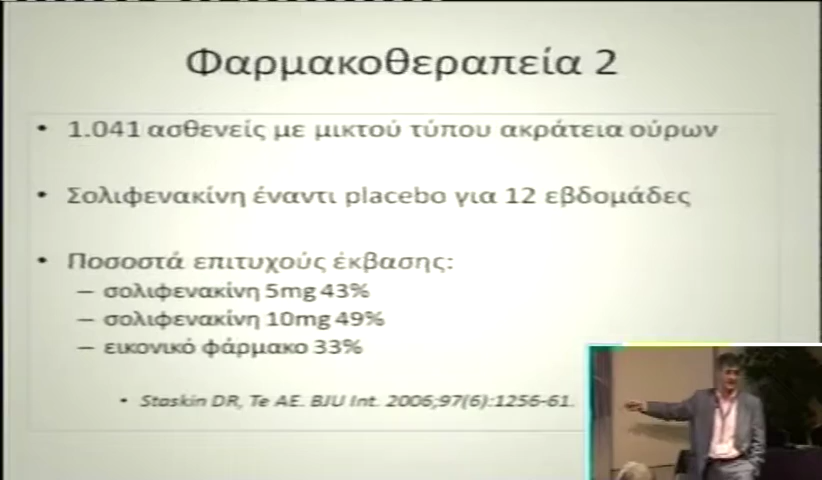 Φαρμακοθεραπεία 2
• 1.041 ασθενείς με μικτού τύπου ακράτεια ούρων
• Σολιφενακίνη έναντι placebo για 12 εβδομάδες
• Ποσοστά επιτυχούς έκβασης:
– σολιφενακίνη 5mg 43%
– σολιφενακίνη 10mg 49%
– εικονικό φάρμακο 33%
• Staskin DR, Te AE. BJU Int. 2006;97(6):1256-61.